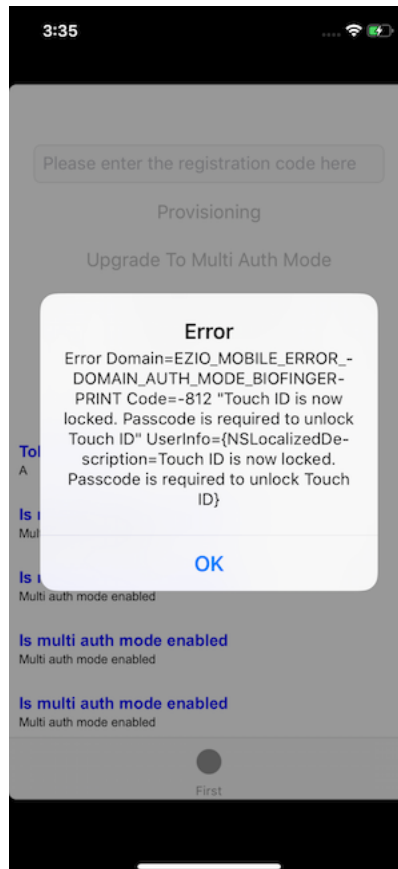 3:35
Please enter the registration code here
Provisioning
Upgrade To Multi Auth Mode
Error
Error Domain=EZIO_MOBILE_ERROR_-
DOMAIN_AUTH_MODE_BIOFINGER-
PRINT Code=-812 "Touch ID is now
locked. Passcode is required to unlock
Touch ID" UserInfo={NSLocalizedDe-
scription=Touch ID is now locked.
Passcode is required to unlock Touch
ID}
OK
A
Is
Is
Multi auth mode enabled
Is multi auth mode enabled
Multi auth mode enabled
Is multi auth mode enabled
Multi auth mode enabled
First